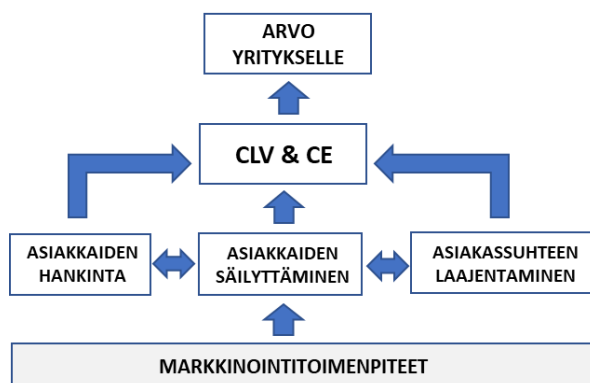 ARVO
YRITYKSELLE
CLV & CE
ASIAKKAIDEN
HANKINTA
ASIAKKAIDEN
SÄILYTTÄMINEN
ASIAKASSUHTEEN
LAAJENTAMINEN
MARKKINOINTITOIMENPITEET